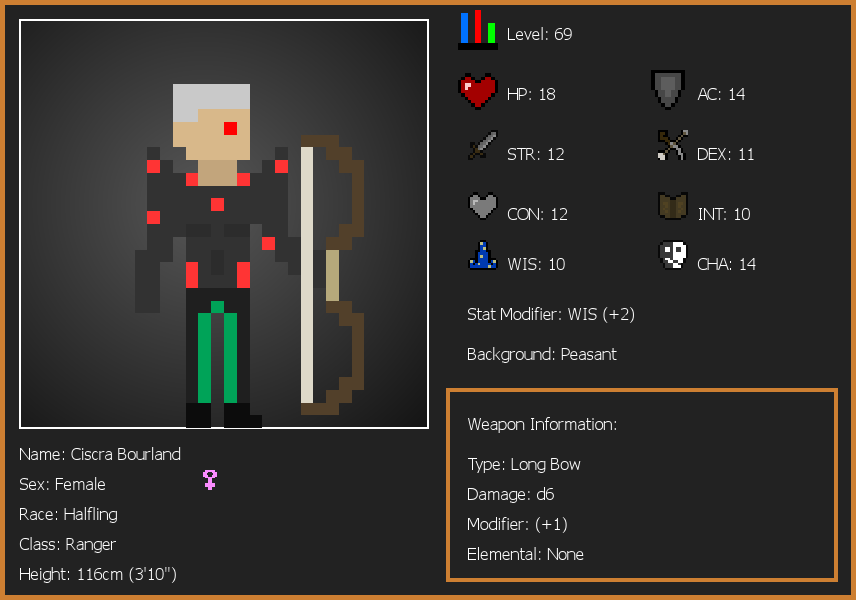 Level: 69
HP: 18
AC: 14
STR: 12
DEX: 11
CON: 12
INT: 10
WIS: 10
CHA: 14
Stat Modifier: WIS (+2)
Background: Peasant
Weapon Information:
Type: Long Bow
Damage: d6
Modifier: (+1)
Elemental: None
Name: Ciscra Bourland
Sex: Female
Race: Halfling
Class: Ranger
Height: 116cm (3'10")